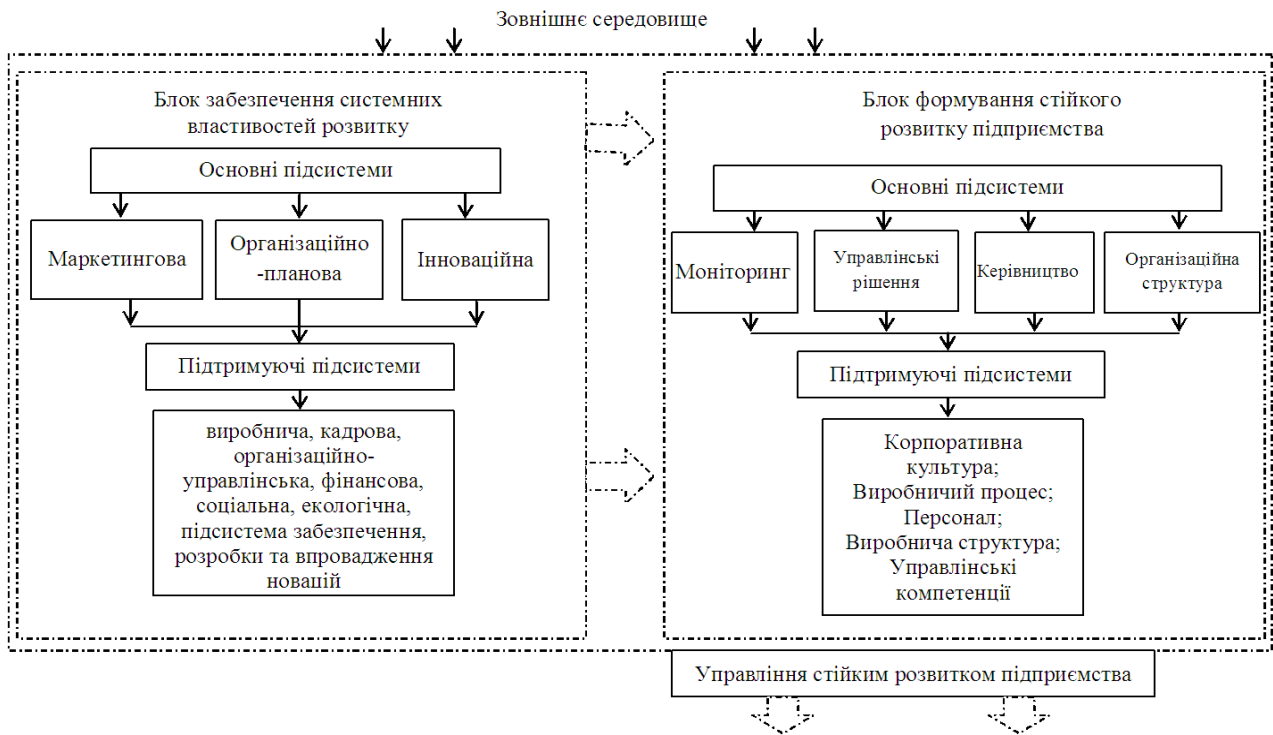 Зовнішнє середовище
Блок забезпечення системних
властивостей розвитку
Основні підсистеми
Маркетингова
Організаційно
-планова
Інноваційна
Підтримуючі підсистеми
виробнича, кадрова,
організаційно-
управлінська, фінансова,
соціальна, екологічна,
підсистема забезпечення,
розробки та впровадження
новацій
Блок формування стійкого
розвитку підприємства
Основні підсистеми
Моніторинг
Управлінські
рішення
Керівництво
Організаційна
структура
Підтримуючі підсистеми
Корпоративна
культура;
Виробничий процес;
Персонал;
Виробнича структура;
Управлінські
компетенції
Управління стійким розвитком підприємства